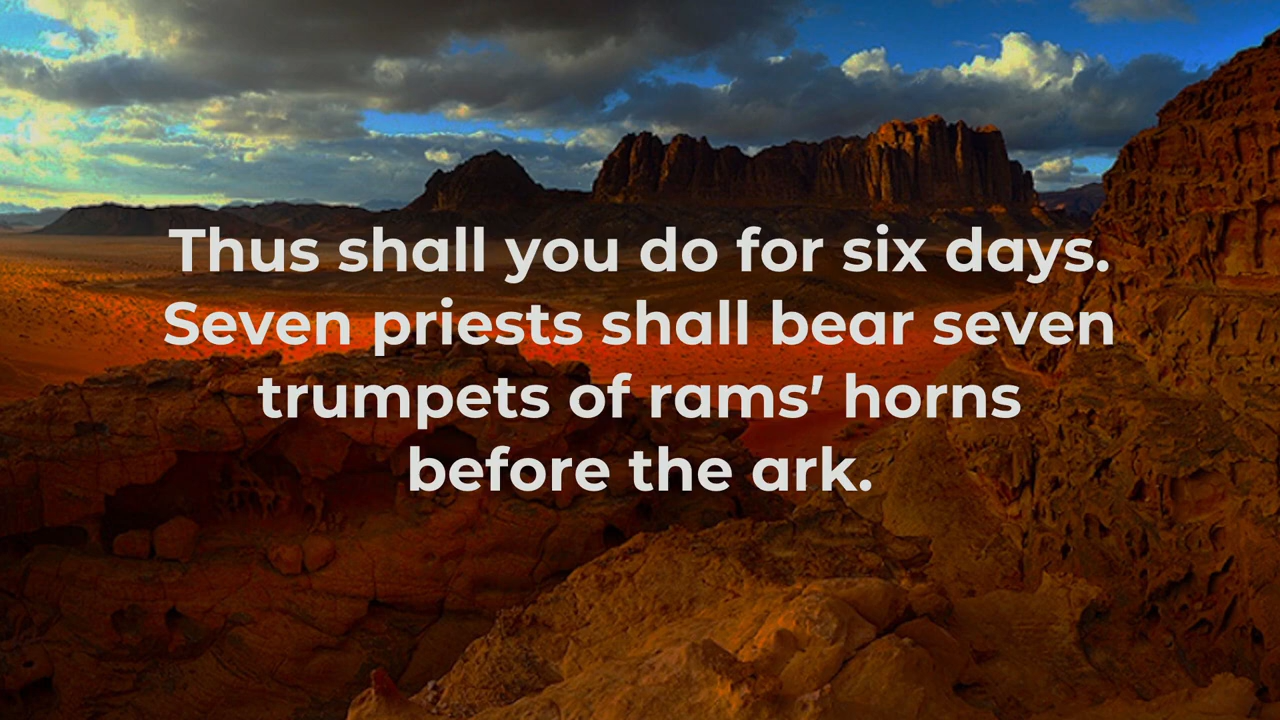 Thus shall you do for six days.
Seven priests shall bear seven
trumpets of rams’ horns
before the ark.